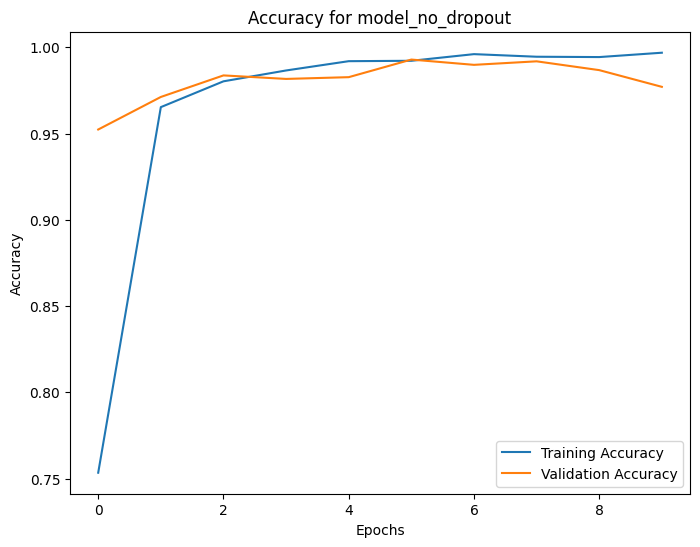 Accuracy for model_no_dropout
1.00
0.95
0.90
0.85
0.80
0.75
Accuracy
0
2
4
6
8
Epochs
Training Accuracy
Validation Accuracy